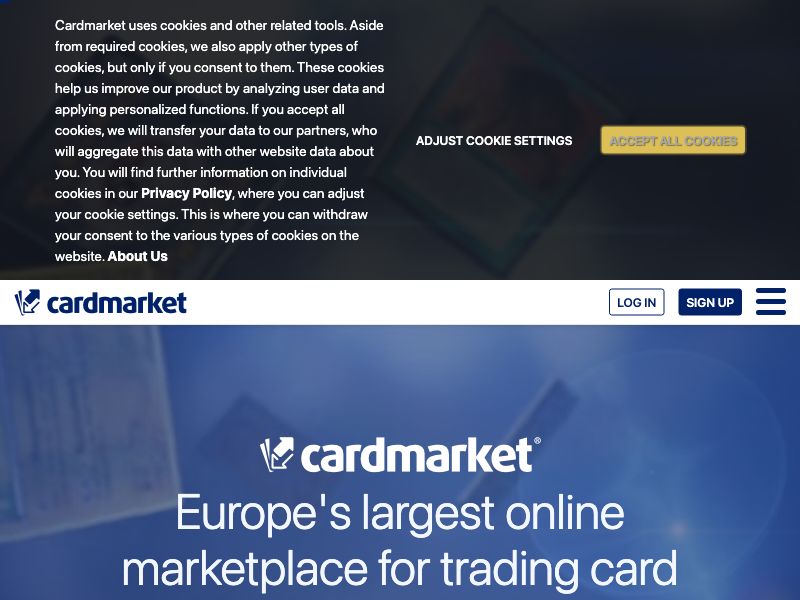 Cardmarket uses cookies and other related tools. Aside
from required cookies, we also apply other types of
cookies, but only if you consent to them. These cookies
help us improve our product by analyzing user data and
applying personalized functions. If you accept all
cookies, we will transfer your data to our partners, who
will aggregate this data with other website data about
you. You will find further information on individual
cookies in our Privacy Policy, where you can adjust
your cookie settings. This is where you can withdraw
your consent to the various types of cookies on the
website. About Us
ADJUST COOKIE SETTINGS
ACCEPT ALL COOKIES
cardmarket
LOG IN
SIGN UP
cardmarket®
Europe's largest online
marketplace for trading card